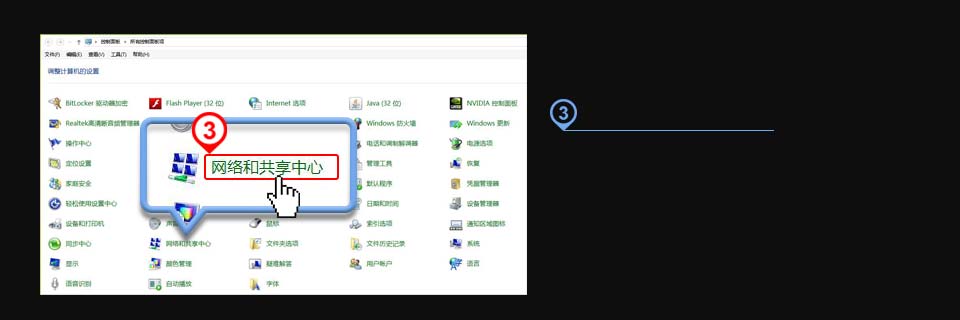 控制面板 › 所有控制面板项
文件(F) 编辑(E) 查看(V) 工具(T) 帮助(H)
调整计算机的设置
BitLocker 驱动器加密 Flash Player (32 位) Internet 选项 Java (32 位) NVIDIA 控制面板
Realtek高清晰音频管理器 Windows 防火墙 Windows 更新
3
3
操作中心 电话和调制解调器 电源选项
定位设置 网络和共享中心 管理工具 恢复
家庭安全 默认程序 凭据管理器
轻松使用设置中心 日期和时间 设备管理器
设备和打印机 鼠标 索引选项 通知区域图标
同步中心 网络和共享中心 文件夹选项 文件历史记录 系统
显示 颜色管理 疑难解答 用户帐户 语言
语音识别 自动播放 字体